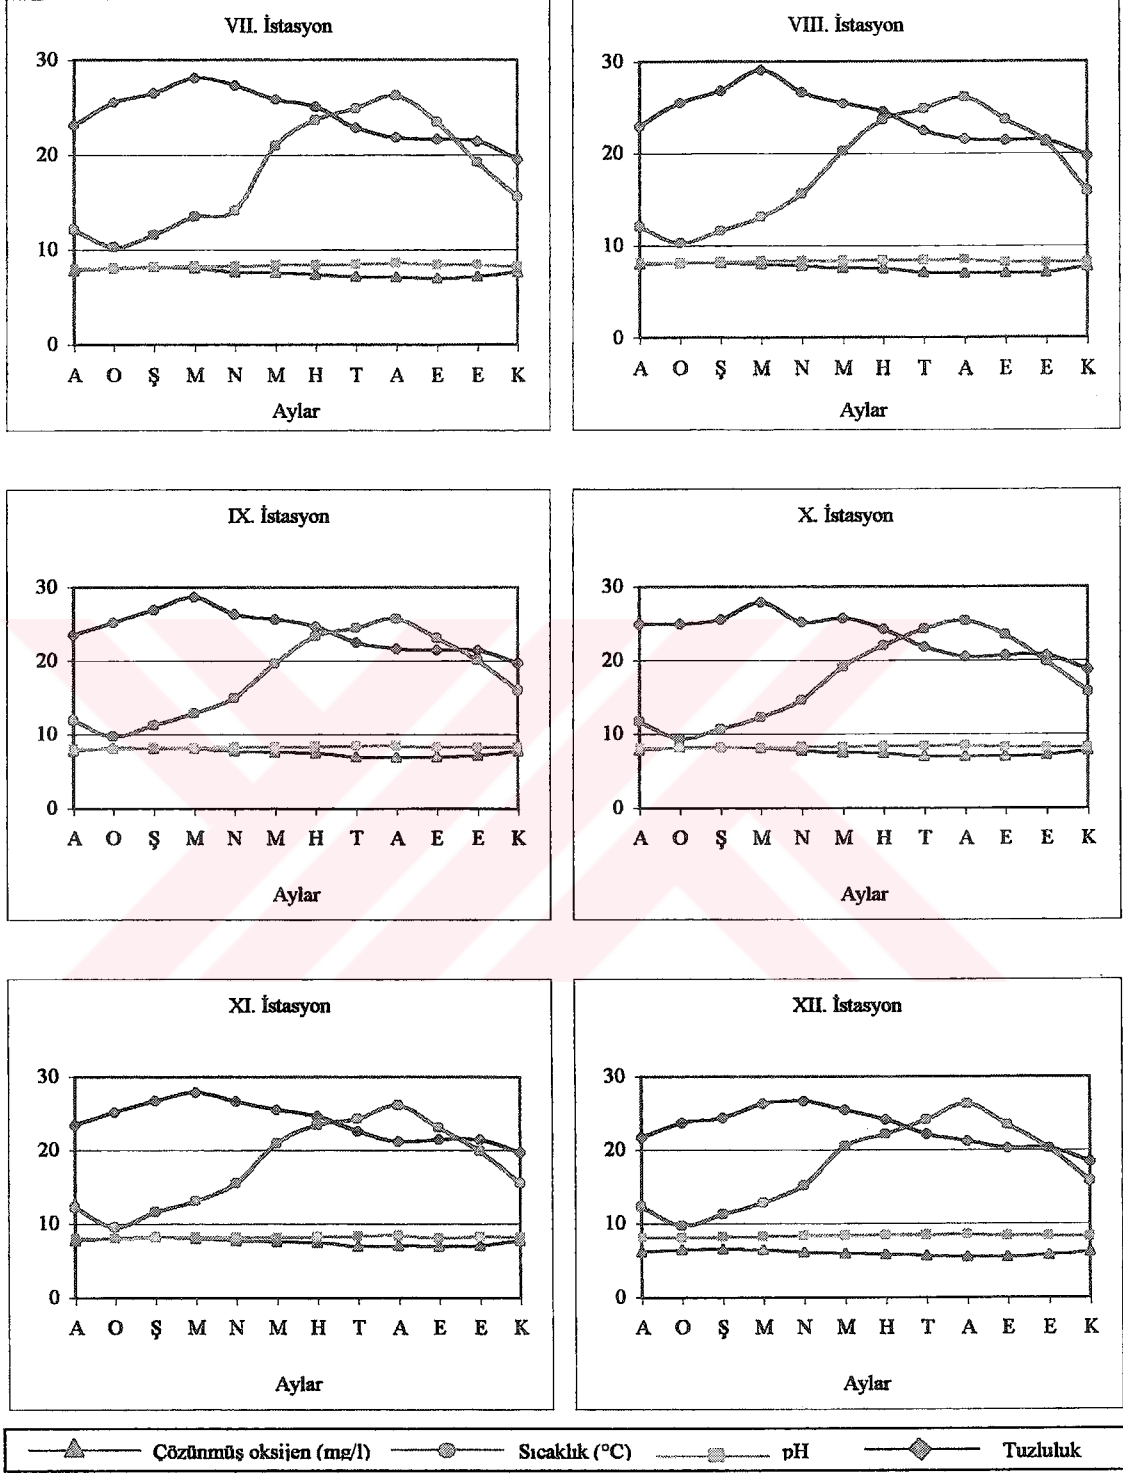 VII. İstasyon
30
20
10
0
A O Ş M N M H T A E E K
Aylar
VIII. İstasyon
30
20
10
0
A O Ş M N M H T A E E K
Aylar
IX. İstasyon
30
20
10
0
A O Ş M N M H T A E E K
Aylar
X. İstasyon
30
20
10
0
A O Ş M N M H T A E E K
Aylar
XI. İstasyon
30
20
10
0
A O Ş M N M H T A E E K
Aylar
XII. İstasyon
30
20
10
0
A O Ş M N M H T A E E K
Aylar
Çözünmüş oksijen (mg/l) Sıcaklık (°C) pH Tuzluluk